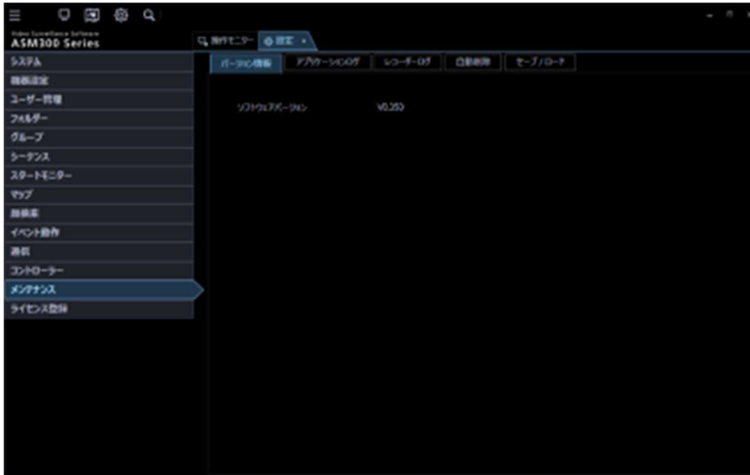 Video Surveillance Software
ASM300 Series
操作モニター
設定
システム
機器設定
ユーザー管理
フォルダー
グループ
シーケンス
スタートモニター
マップ
顔検索
イベント動作
通信
コントローラー
メンテナンス
ライセンス登録
バージョン情報
アプリケーションログ
レコーダーログ
自動削除
セーブ/ロード
ソフトウェアバージョン